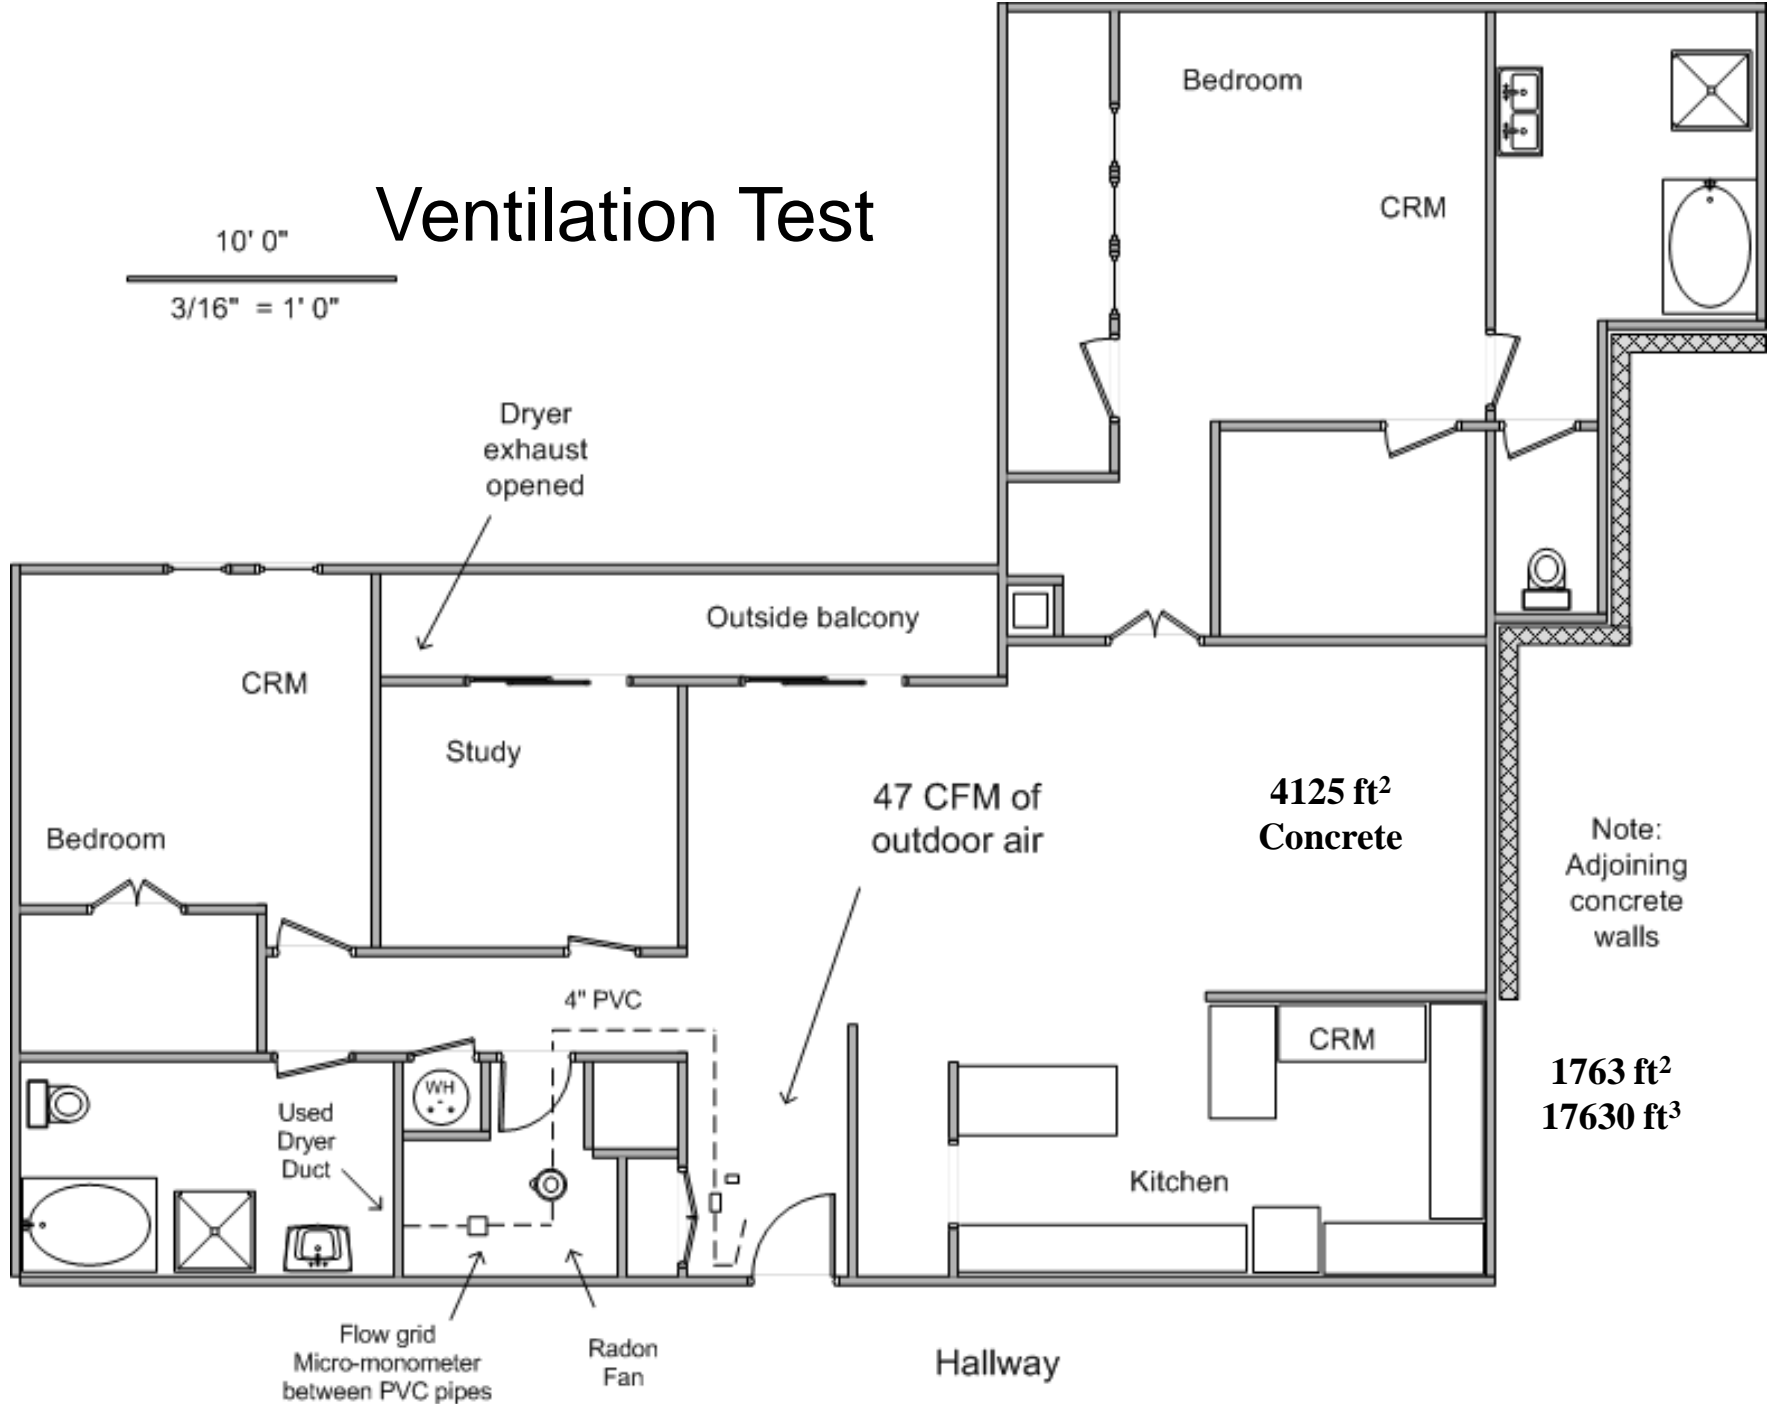 Bedroom
CRM
Ventilation Test
10' 0"
3/16"  = 1' 0"
Dryer
exhaust
opened
Outside balcony
CRM
Study
Bedroom
47 CFM of
outdoor air
4125 ft²
Concrete
Note:
Adjoining
concrete
walls
4" PVC
CRM
1763 ft²
17630 ft³
WH
Used
Dryer
Duct
Kitchen
Flow grid
Micro-monometer
between PVC pipes
Radon
Fan
Hallway